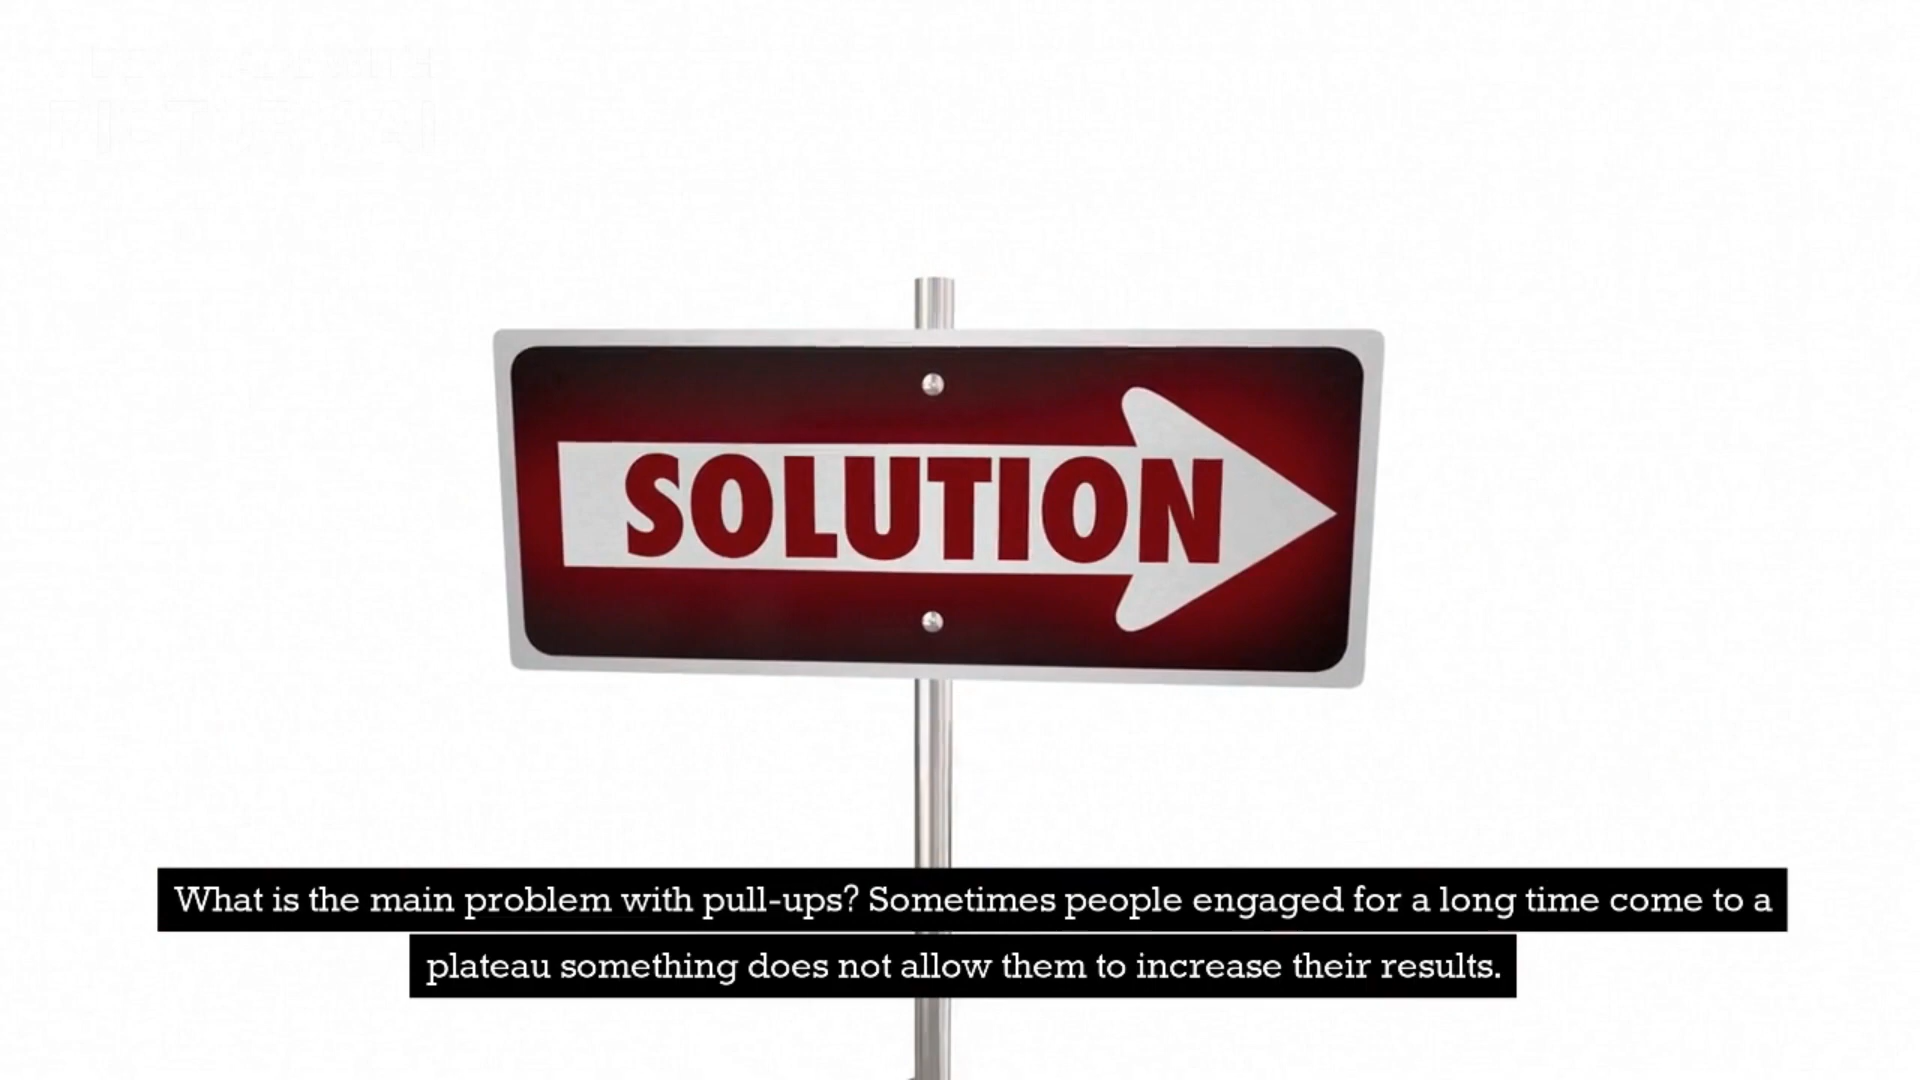 SOLUTION
What is the main problem with pull-ups? Sometimes people engaged for a long time come to a
plateau something does not allow them to increase their results.